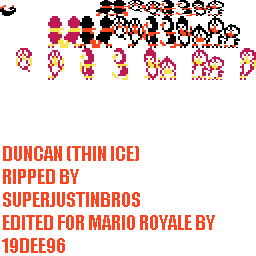 DUNCAN (THIN ICE)
RIPPED BY
SUPERJUSTINBROS
EDITED FOR MARIO ROYALE BY
19DEE96